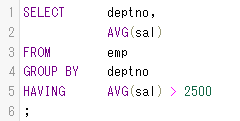 1 SELECT deptno,
2 AVG(sal)
3 FROM emp
4 GROUP BY deptno
5 HAVING AVG(sal) > 2500
6 ;